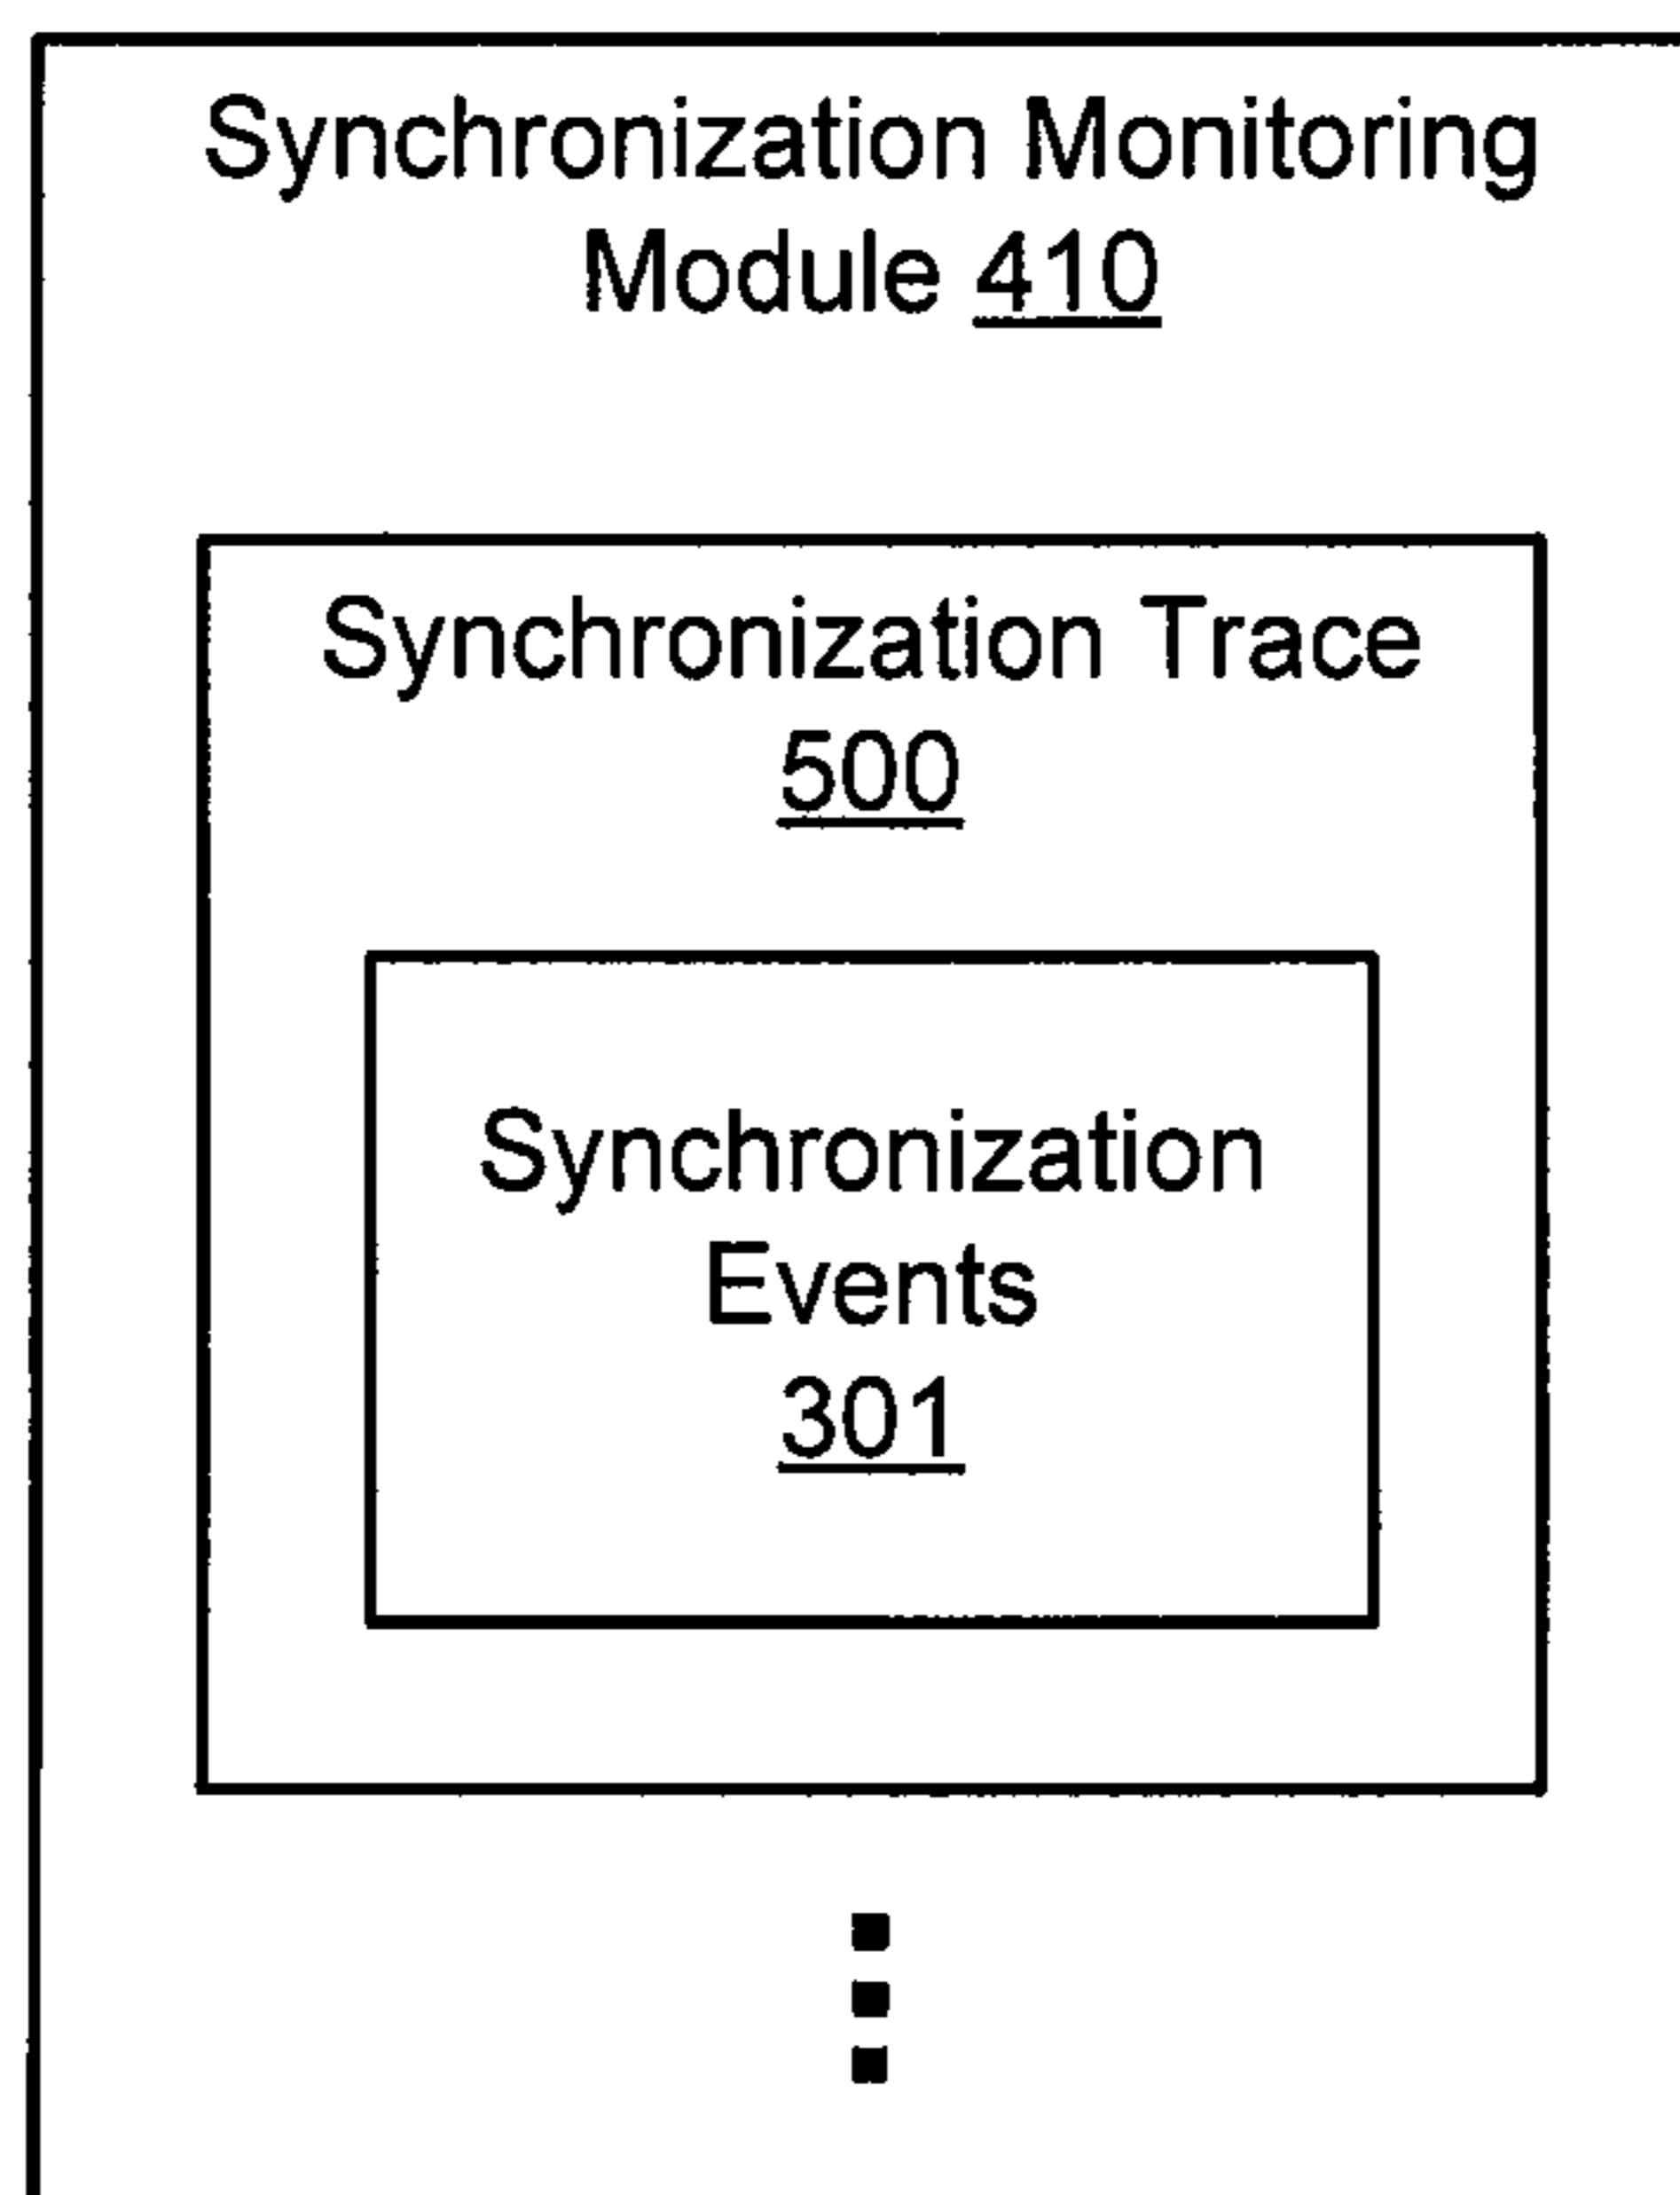 Synchronization Monitoring
Module 410
Synchronization Trace
500
Synchronization
Events
301